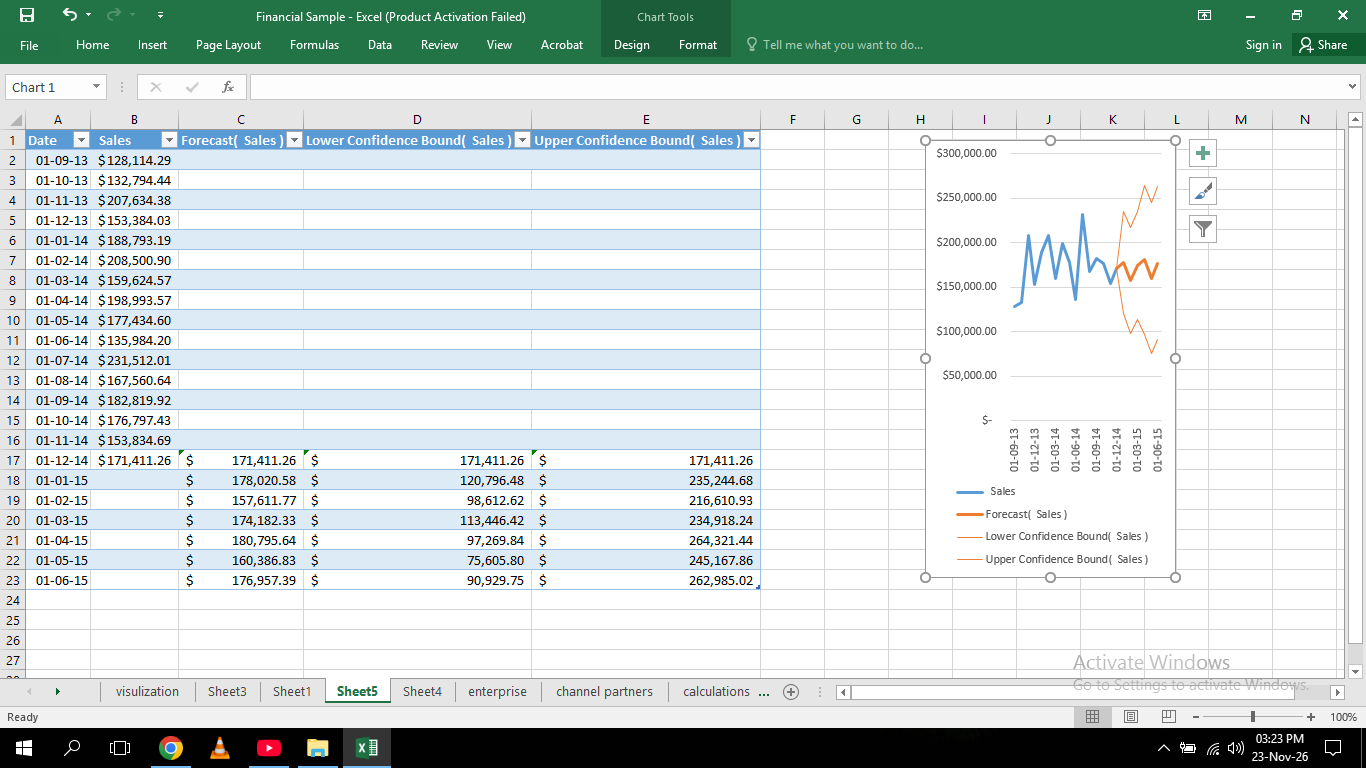 Financial Sample - Excel (Product Activation Failed)
Chart Tools
File Home Insert Page Layout Formulas Data Review View Acrobat Design Format Tell me what you want to do... Sign in Share
Chart 1 fx
A B C D E F G H I J K L M N
1 Date Sales Forecast( Sales ) Lower Confidence Bound( Sales ) Upper Confidence Bound( Sales )
2 01-09-13 $128,114.29
3 01-10-13 $132,794.44
4 01-11-13 $207,634.38
5 01-12-13 $153,384.03
6 01-01-14 $188,793.19
7 01-02-14 $208,500.90
8 01-03-14 $159,624.57
9 01-04-14 $198,993.57
10 01-05-14 $177,434.60
11 01-06-14 $135,984.20
12 01-07-14 $231,512.01
13 01-08-14 $167,560.64
14 01-09-14 $182,819.92
15 01-10-14 $176,797.43
16 01-11-14 $153,834.69
17 01-12-14 $171,411.26 $ 171,411.26 $ 171,411.26 $ 171,411.26
18 01-01-15 $ 178,020.58 $ 120,796.48 $ 235,244.68
19 01-02-15 $ 157,611.77 $ 98,612.62 $ 216,610.93
20 01-03-15 $ 174,182.33 $ 113,446.42 $ 234,918.24
21 01-04-15 $ 180,795.64 $ 97,269.84 $ 264,321.44
22 01-05-15 $ 160,386.83 $ 75,605.80 $ 245,167.86
23 01-06-15 $ 176,957.39 $ 90,929.75 $ 262,985.02
24
25
26
27
$300,000.00
$250,000.00
$200,000.00
$150,000.00
$100,000.00
$50,000.00
$-
01-09-13
01-12-13
01-03-14
01-06-14
01-09-14
01-12-14
01-03-15
01-06-15
Sales
Forecast( Sales )
Lower Confidence Bound( Sales )
Upper Confidence Bound( Sales )
Activate Windows
Go to Settings to activate Windows.
visulization Sheet3 Sheet1 Sheet5 Sheet4 enterprise channel partners calculations ...
Ready 100%
03:23 PM
23-Nov-26